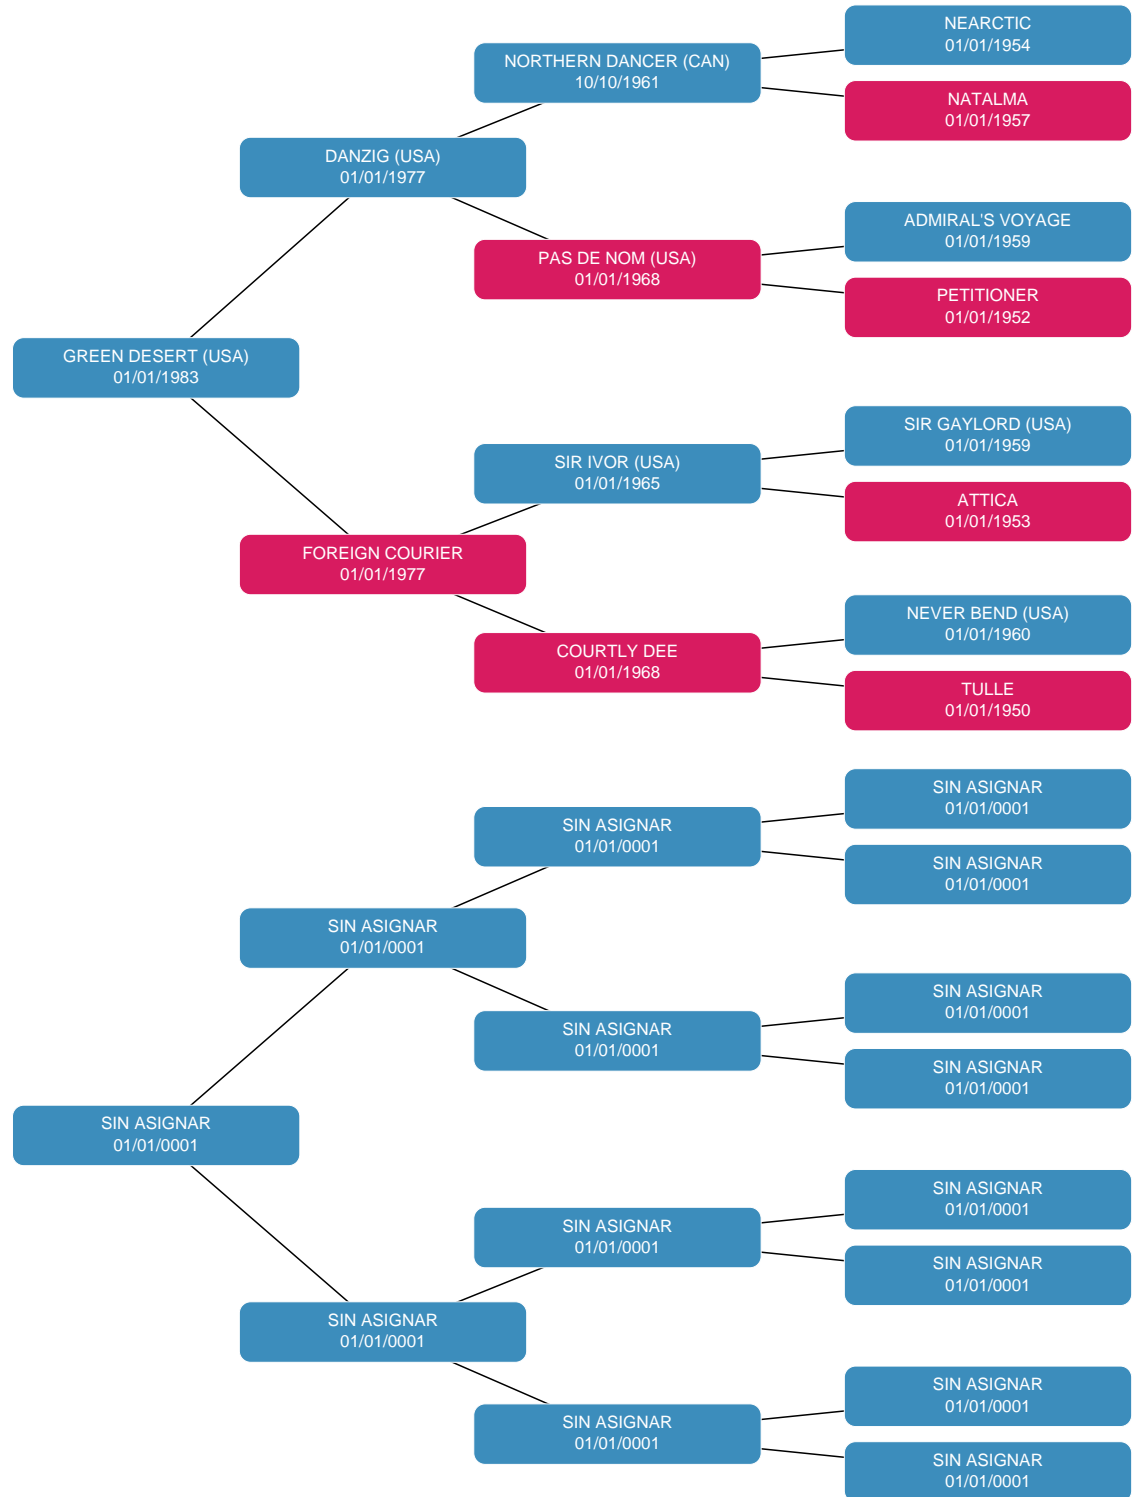 NEARCTIC
01/01/1954
NORTHERN DANCER (CAN)
10/10/1961
NATALMA
01/01/1957
DANZIG (USA)
01/01/1977
ADMIRAL'S VOYAGE
01/01/1959
PAS DE NOM (USA)
01/01/1968
PETITIONER
01/01/1952
GREEN DESERT (USA)
01/01/1983
SIR GAYLORD (USA)
01/01/1959
SIR IVOR (USA)
01/01/1965
ATTICA
01/01/1953
FOREIGN COURIER
01/01/1977
NEVER BEND (USA)
01/01/1960
COURTLY DEE
01/01/1968
TULLE
01/01/1950
SIN ASIGNAR
01/01/0001
SIN ASIGNAR
01/01/0001
SIN ASIGNAR
01/01/0001
SIN ASIGNAR
01/01/0001
SIN ASIGNAR
01/01/0001
SIN ASIGNAR
01/01/0001
SIN ASIGNAR
01/01/0001
SIN ASIGNAR
01/01/0001
SIN ASIGNAR
01/01/0001
SIN ASIGNAR
01/01/0001
SIN ASIGNAR
01/01/0001
SIN ASIGNAR
01/01/0001
SIN ASIGNAR
01/01/0001
SIN ASIGNAR
01/01/0001
SIN ASIGNAR
01/01/0001